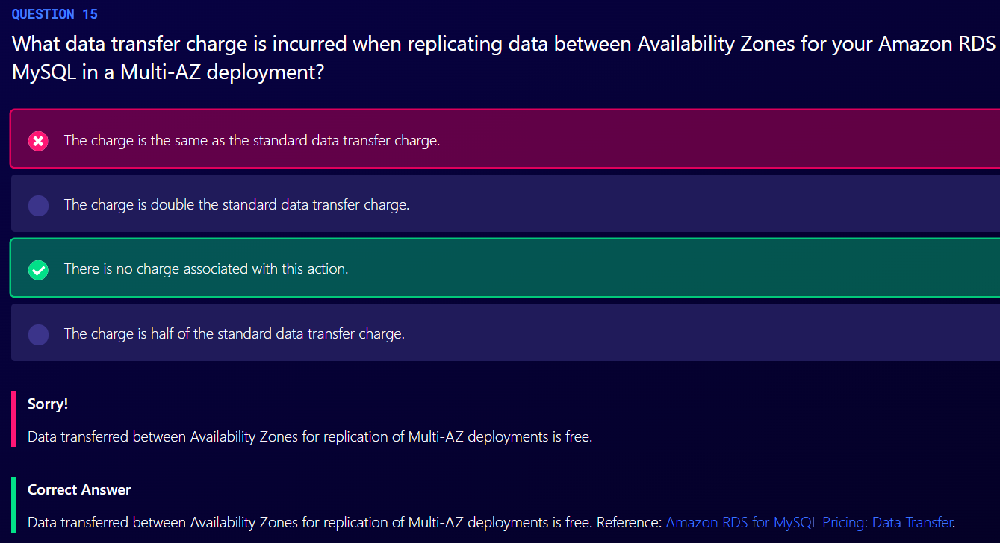 QUESTION 15
What data transfer charge is incurred when replicating data between Availability Zones for your Amazon RDS
MySQL in a Multi-AZ deployment?
The charge is the same as the standard data transfer charge.
The charge is double the standard data transfer charge.
There is no charge associated with this action.
The charge is half of the standard data transfer charge.
Sorry!
Data transferred between Availability Zones for replication of Multi-AZ deployments is free.
Correct Answer
Data transferred between Availability Zones for replication of Multi-AZ deployments is free. Reference: Amazon RDS for MySQL Pricing: Data Transfer.